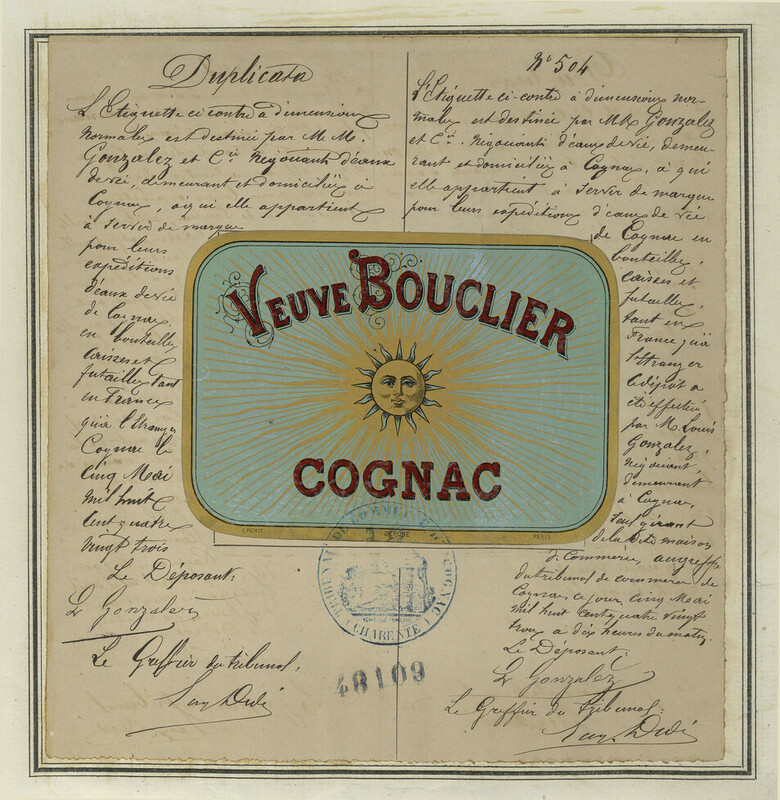 Duplicata
L'Etiquette ci contre à dimensions
normales est destinée par M.M.
Gonzalez et Cie Négociants d'eaux
de vie, demeurant et domiciliés à
Cognac, à qui elle appartient
à servir de marque
pour leurs
expéditions
d'eaux de vie
de Cognac
en bouteilles
caisses et
futailles tant
en France
qu'à l'Etranger
Cognac le
cinq Mai
mil huit
cent quatre
vingt trois
Le Déposant:
L Gonzalez
Le Greffier du tribunal,
N° 504
L'Etiquette ci-contre à dimensions nor-
males est destinée par MM Gonzalez
et Cie. Négociants d'eaux de vie, demeu-
rant et domiciliés à Cognac, à qui
elle appartient à servir de marque
pour leurs expéditions d'eaux de vie
de Cognac en
bouteilles,
caisses et
futailles,
tant en
France qu'à
l'Etranger
Le dépôt a
été effectué
par M. Louis
Gonzalez,
Négociant,
demeurant
à Cognac,
de la dite maison
de Commerce, au greffe
du tribunal de commerce de
Cognac, ce jour cinq Mai
mil huit cent quatre vingt
trois à dix heures du matin.
Le Déposant,
L Gonzalez
Le Greffier du tribunal:
VEUVE BOUCLIER
COGNAC
DÉPOSÉ
PARIS
TRIBUNAL DE COMMERCE DE COGNAC
(CHARENTE)
48109